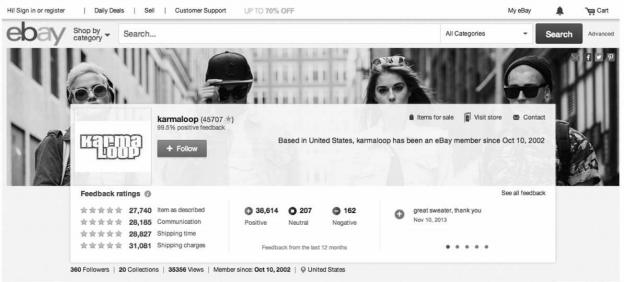 Hi! Sign in or register | Daily Deals | Sell | Customer Support UP TO 70% OFF My eBay Cart
ebay Shop by category Search... All Categories Search Advanced
KARMALOOP
karmaloop (45707)
99.5% positive feedback
Items for sale Visit store Contact
+ Follow
Based in United States, karmaloop has been an eBay member since Oct 10, 2002
Feedback ratings See all feedback
27,740 Item as described
28,185 Communication
28,827 Shipping time
31,081 Shipping charges
38,614 207 162
Positive Neutral Negative
Feedback from the last 12 months
great sweater, thank you
Nov 10, 2013
360 Followers | 20 Collections | 35356 Views | Member since: Oct 10, 2002 | United States